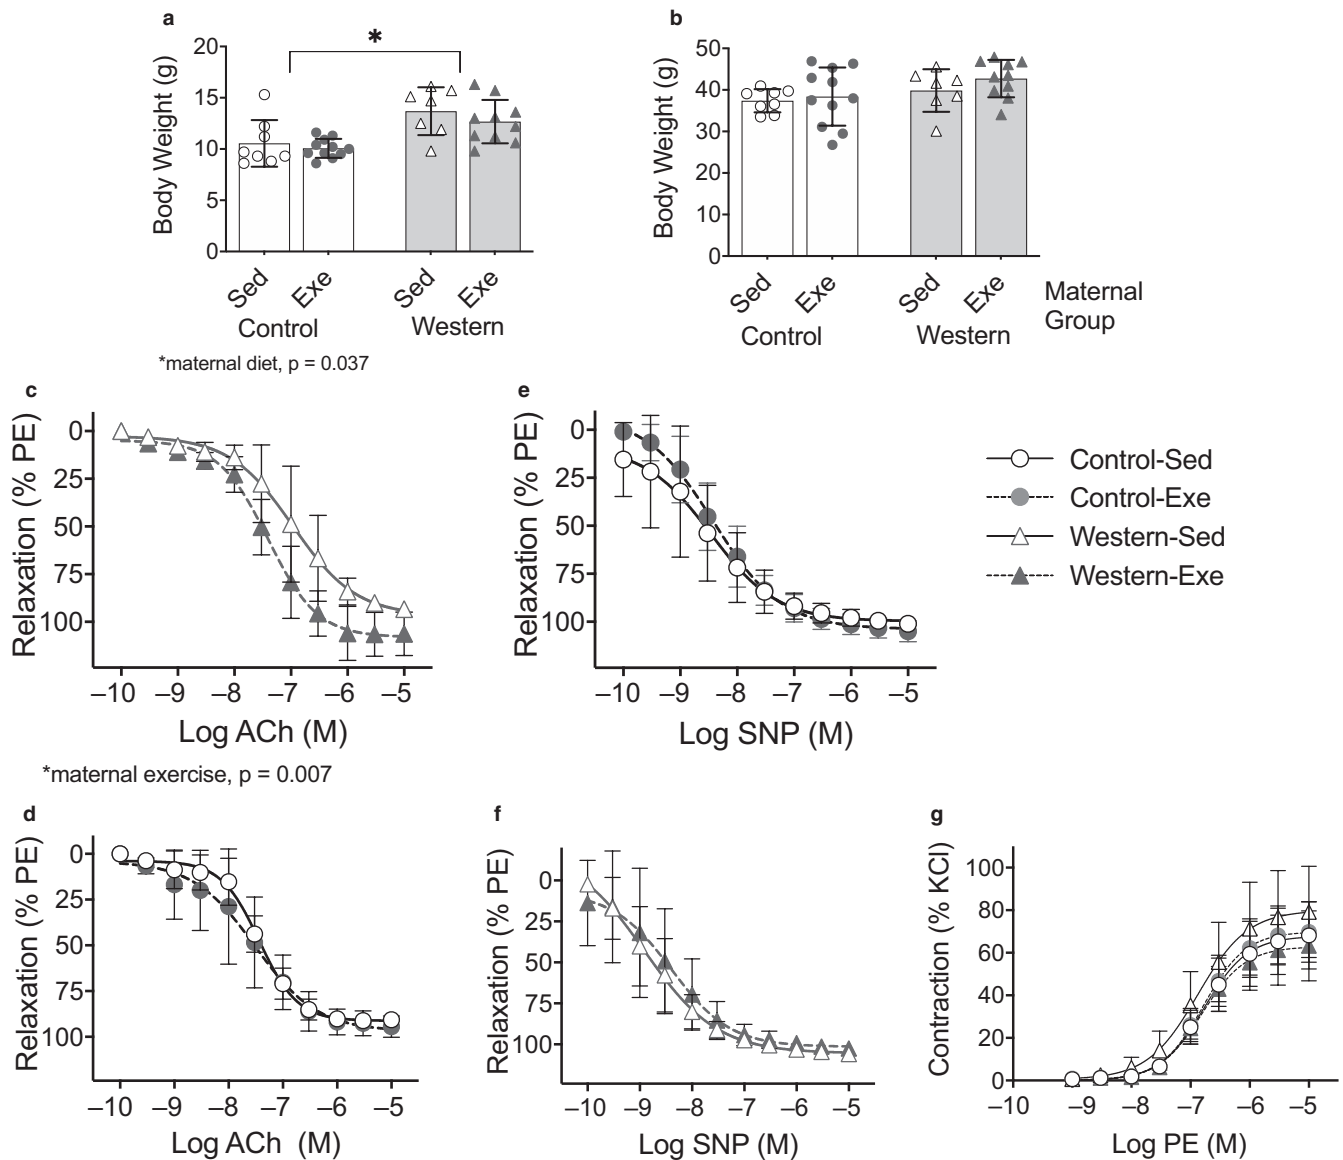 a
Body Weight (g)
20
15
10
5
0
*
Sed
Exe
Sed
Exe
Control
Western
*maternal diet, p = 0.037
b
Body Weight (g)
50
40
30
20
10
0
Sed
Exe
Sed
Exe
Control
Western
Maternal
Group
c
Relaxation (% PE)
0
25
50
75
100
–10 –9 –8 –7 –6 –5
Log ACh (M)
*maternal exercise, p = 0.007
e
Relaxation (% PE)
0
25
50
75
100
–10 –9 –8 –7 –6 –5
Log SNP (M)
Control-Sed
Control-Exe
Western-Sed
Western-Exe
d
Relaxation (% PE)
0
25
50
75
100
–10 –9 –8 –7 –6 –5
Log ACh (M)
f
Relaxation (% PE)
0
25
50
75
100
–10 –9 –8 –7 –6 –5
Log SNP (M)
g
Contraction (% KCl)
100
80
60
40
20
0
–10 –9 –8 –7 –6 –5
Log PE (M)